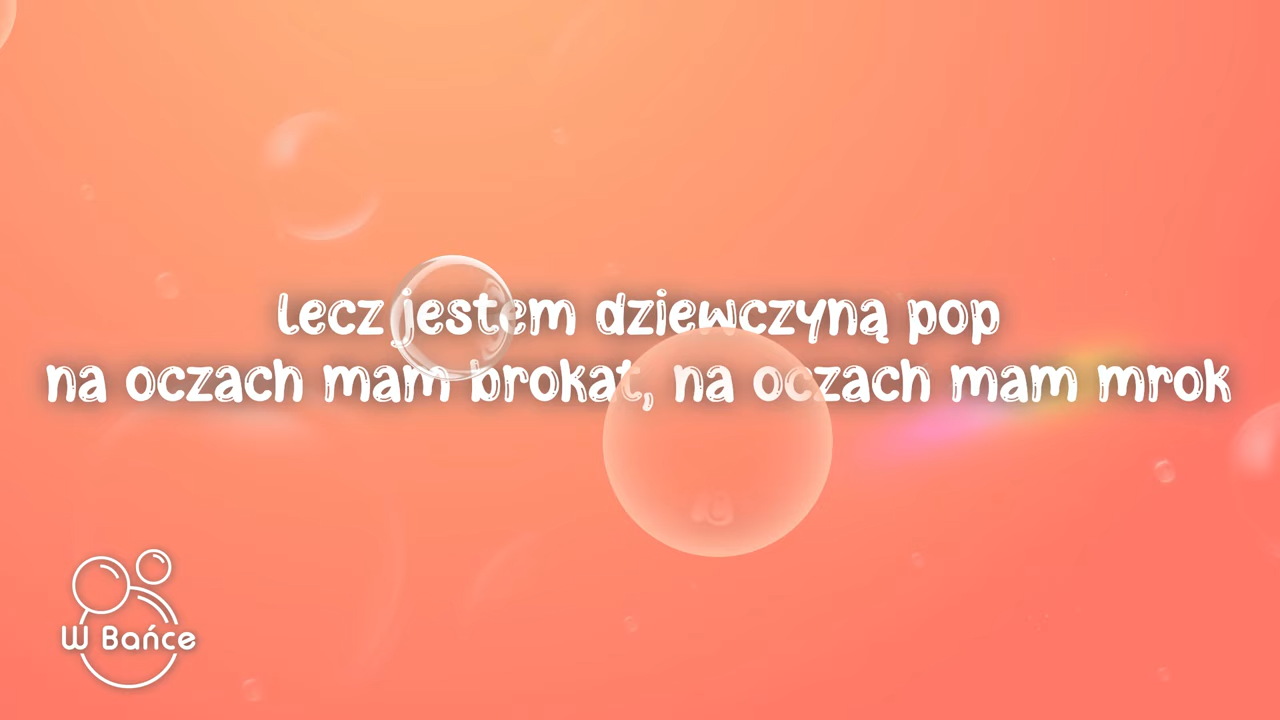 lecz jestem dziewczyną pop
na oczach mam brokat, na oczach mam mrok
W Bańce